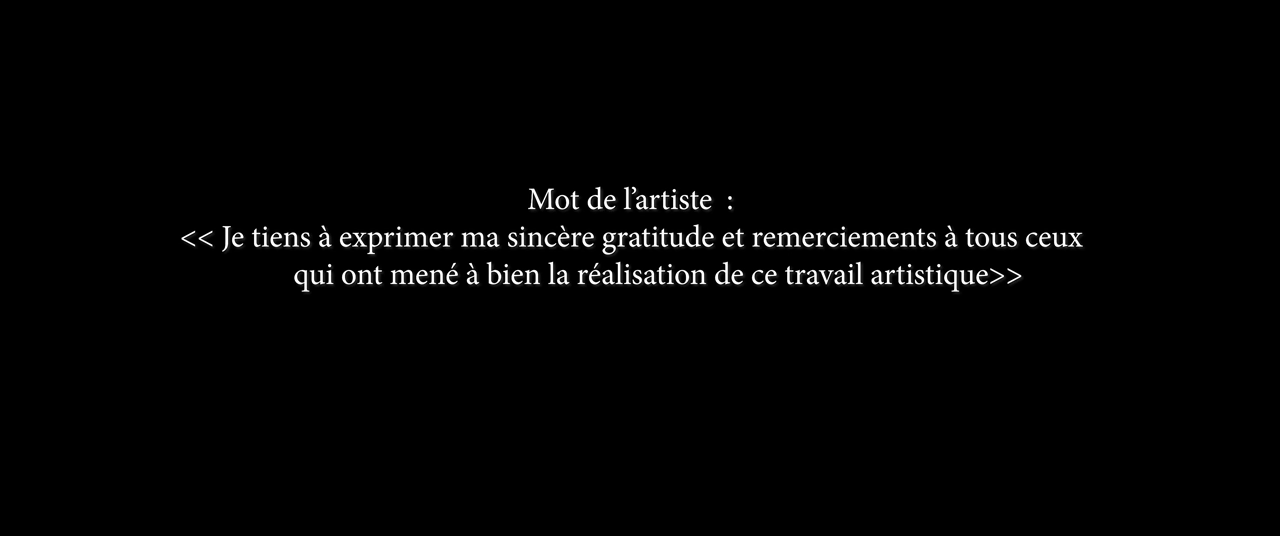 Mot de l’artiste  :
<< Je tiens à exprimer ma sincère gratitude et remerciements à tous ceux
qui ont mené à bien la réalisation de ce travail artistique>>